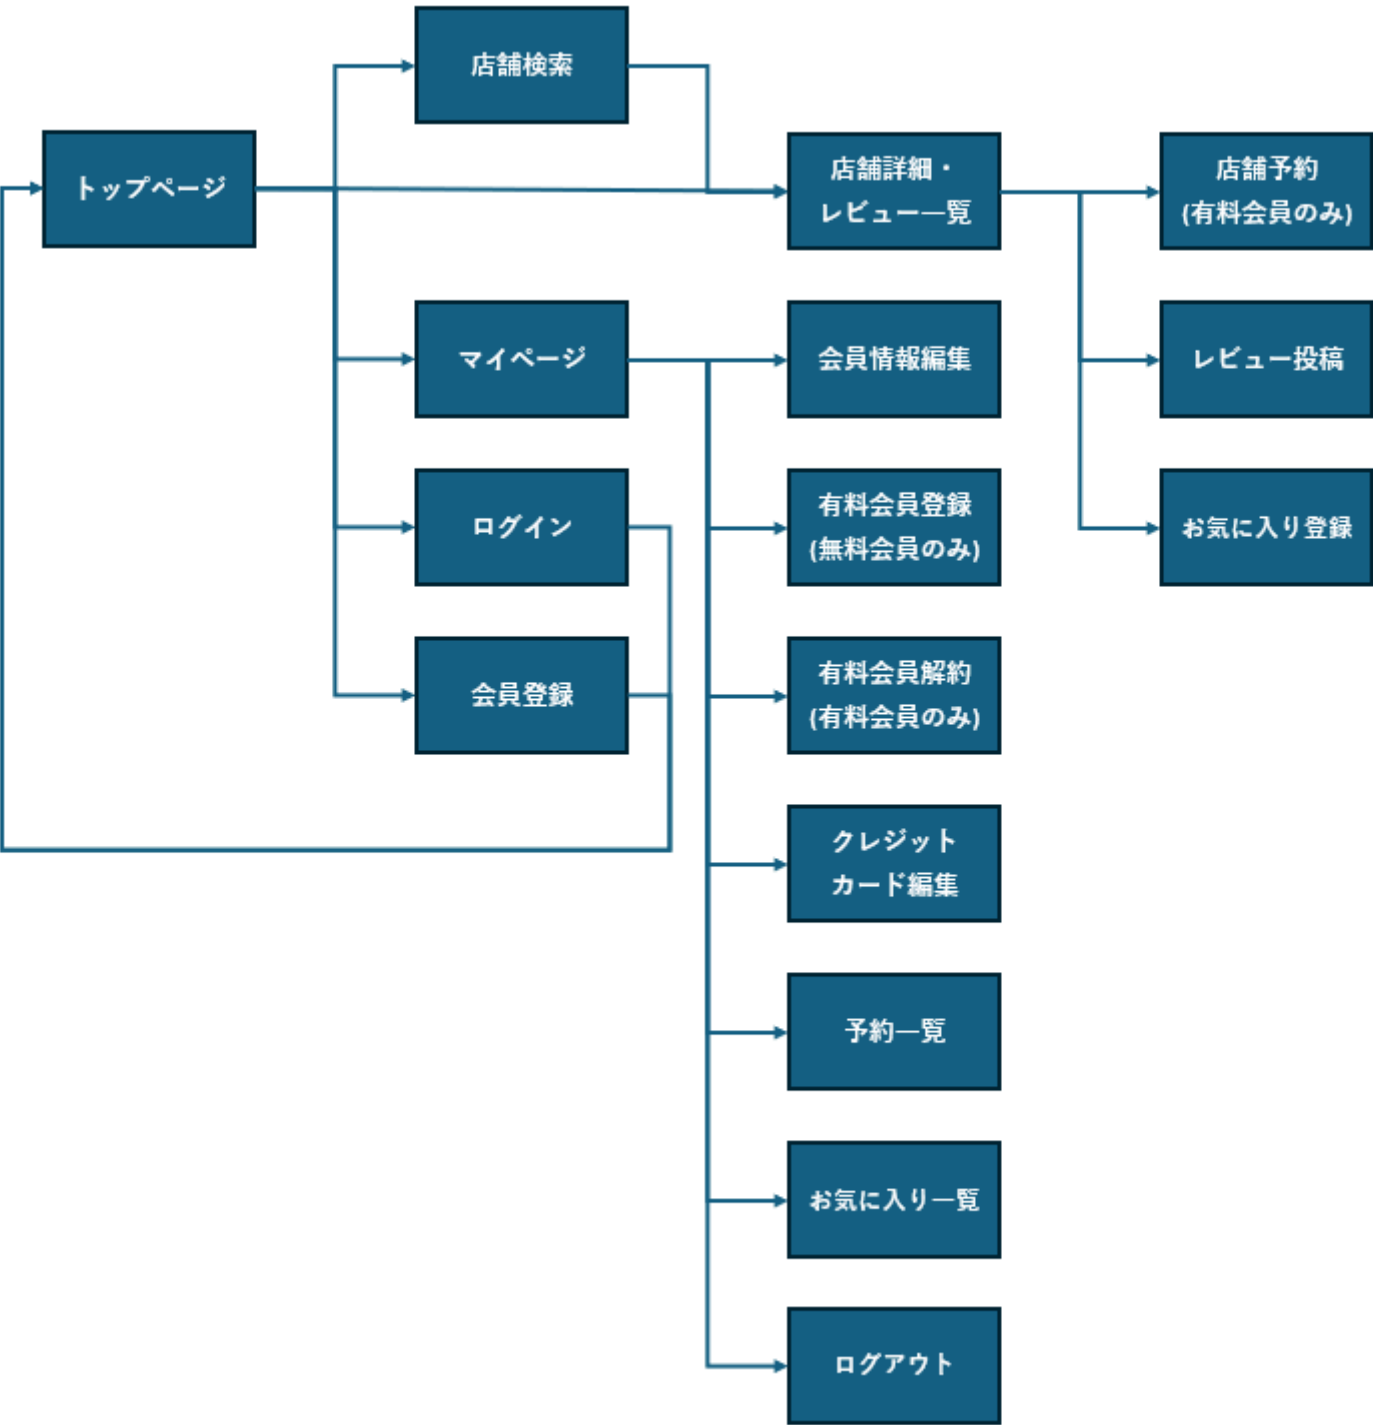 店舗検索
トップページ
店舗詳細・
レビュー一覧
店舗予約
(有料会員のみ)
マイページ
会員情報編集
レビュー投稿
ログイン
有料会員登録
(無料会員のみ)
お気に入り登録
会員登録
有料会員解約
(有料会員のみ)
クレジット
カード編集
予約一覧
お気に入り一覧
ログアウト